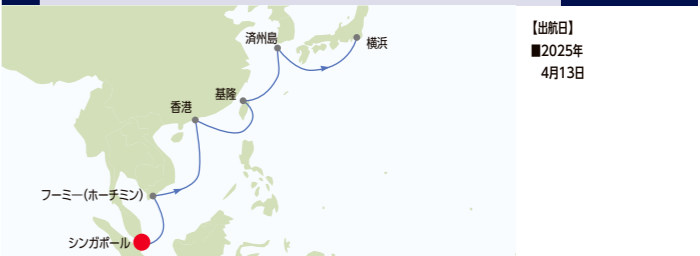 済州島
横浜
基隆
香港
フーミー(ホーチミン)
シンガポール
【出航日】
■2025年
4月13日